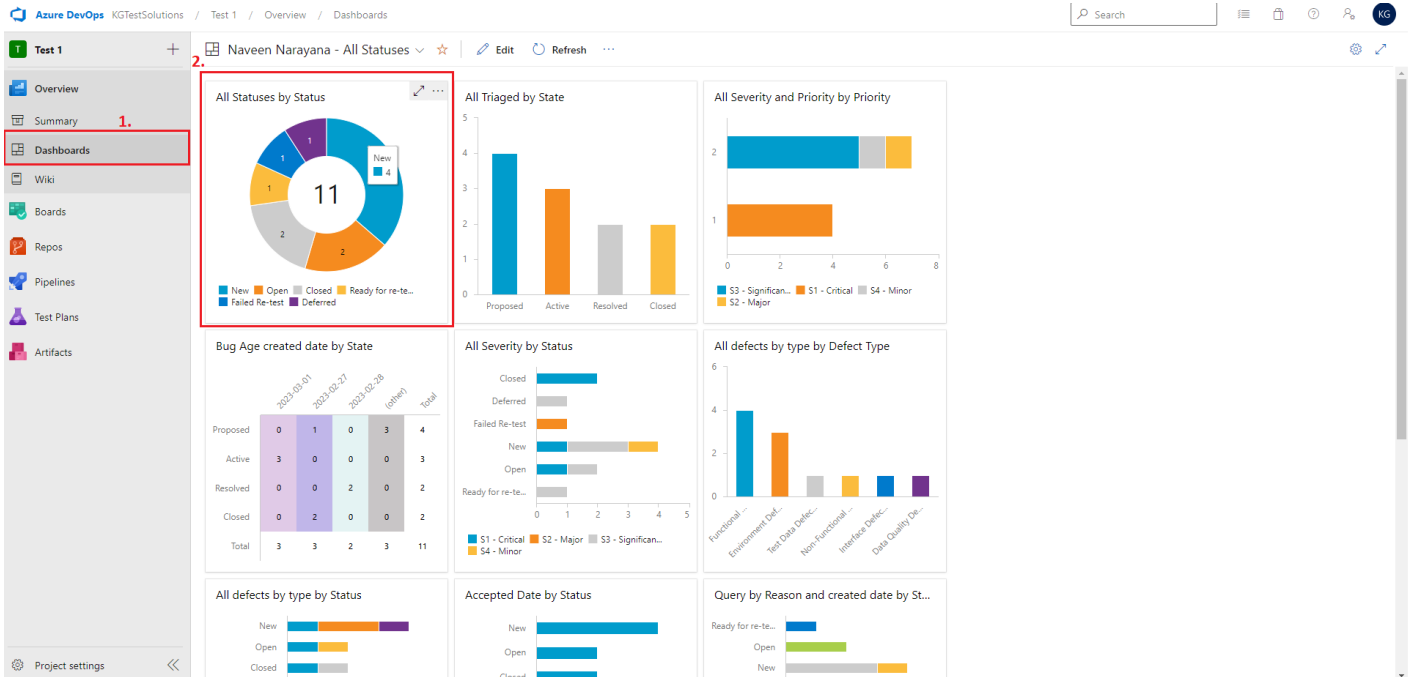 Azure DevOps KGTestSolutions / Test 1 / Overview / Dashboards
Search
KG
T Test 1
Overview
Summary
1.
Dashboards
Wiki
Boards
Repos
Pipelines
Test Plans
Artifacts
Project settings
Naveen Narayana - All Statuses
Edit
Refresh
2.
All Statuses by Status
1
1
1
2
2
11
New
4
New Open Closed Ready for re-te...
Failed Re-test Deferred
All Triaged by State
5
4
3
2
1
0
Proposed Active Resolved Closed
All Severity and Priority by Priority
2
1
0 2 4 6 8
S3 - Significan... S1 - Critical S4 - Minor
S2 - Major
Bug Age created date by State
2023-03-01 2023-02-27 2023-02-28 (other) Total
Proposed 0 1 0 3 4
Active 3 0 0 0 3
Resolved 0 0 2 0 2
Closed 0 2 0 0 2
Total 3 3 2 3 11
All Severity by Status
Closed
Deferred
Failed Re-test
New
Open
Ready for re-te...
0 1 2 3 4 5
S1 - Critical S2 - Major S3 - Significan...
S4 - Minor
All defects by type by Defect Type
6
4
2
0
Functional ... Environment Def... Test Data Defec... Non-Functional ... Interface Defec... Data Quality De...
All defects by type by Status
New
Open
Closed
Accepted Date by Status
New
Open
Closed
Query by Reason and created date by St...
Ready for re-te...
Open
New